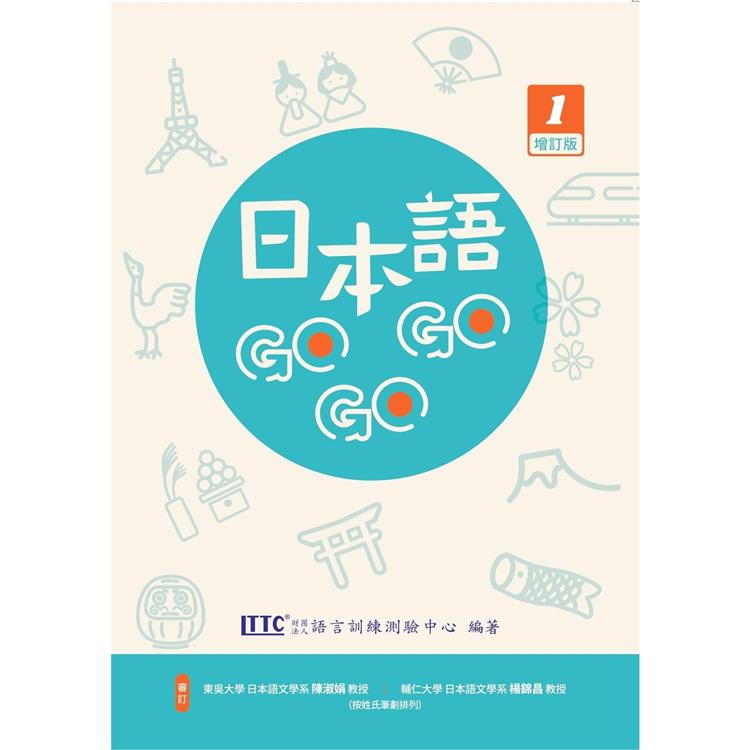 1
增訂版
日本語
GO GO
GO
LTTC® 財團法人 語言訓練測驗中心 編著
審訂
東吳大學 日本語文學系 陳淑娟 教授 | 輔仁大學 日本語文學系 楊錦昌 教授
(按姓氏筆劃排列)